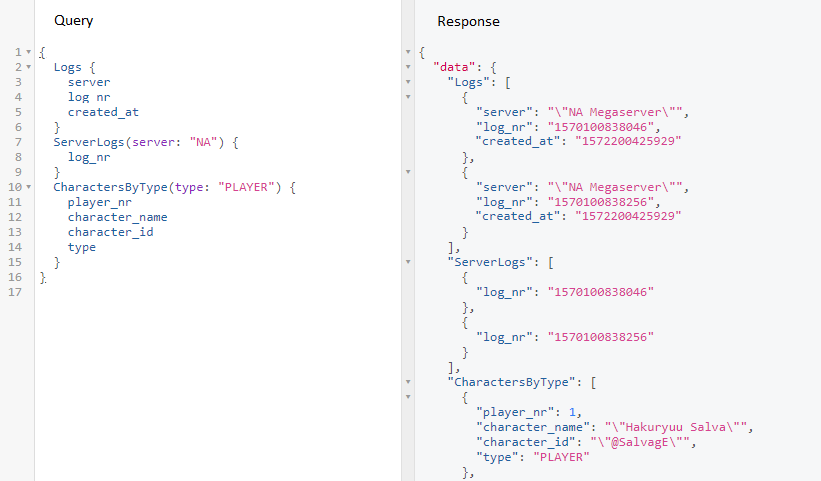 Query
1 {
2 Logs {
3 server
4 log_nr
5 created_at
6 }
7 ServerLogs(server: "NA") {
8 log_nr
9 }
10 CharactersByType(type: "PLAYER") {
11 player_nr
12 character_name
13 character_id
14 type
15 }
16 }
17
Response
{
"data": {
"Logs": [
{
"server": "\"NA Megaserver\"",
"log_nr": "1570100838046",
"created_at": "1572200425929"
},
{
"server": "\"NA Megaserver\"",
"log_nr": "1570100838256",
"created_at": "1572200425929"
}
],
"ServerLogs": [
{
"log_nr": "1570100838046"
},
{
"log_nr": "1570100838256"
}
],
"CharactersByType": [
{
"player_nr": 1,
"character_name": "\"Hakuryuu Salva\"",
"character_id": "\"@SalvagE\"",
"type": "PLAYER"
},